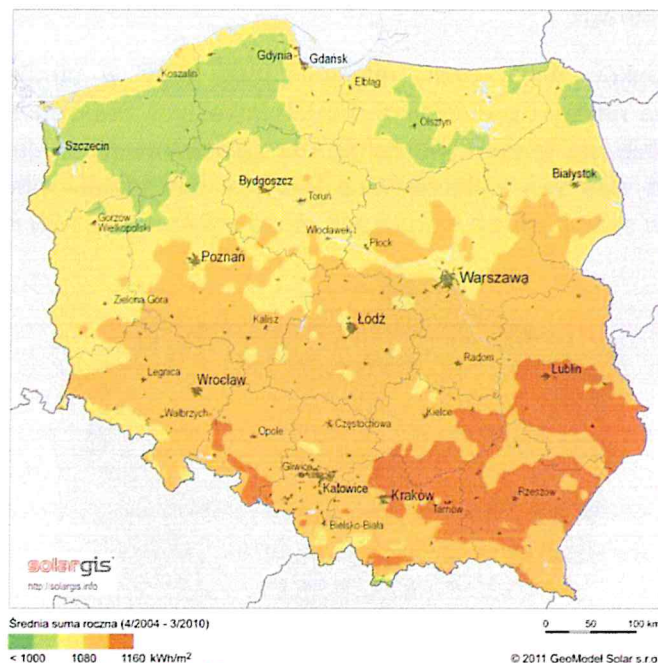 Gdynia
Gdańsk
Koszalin
Elbląg
Olsztyn
Szczecin
Białystok
Bydgoszcz
Toruń
Gorzów
Wielkopolski
Włocławek
Płock
Poznań
Warszawa
Zielona Góra
Kalisz
Łódź
Radom
Lublin
Legnica
Wrocław
Wałbrzych
Opole
Częstochowa
Kielce
Gliwice
Katowice
Kraków
Tarnów
Rzeszów
Bielsko-Biała
solargis
http://solargis.info
Średnia suma roczna (4/2004 - 3/2010)
0 50 100 km
< 1000 1080 1160 kWh/m²
© 2011 GeoModel Solar s.r.o.